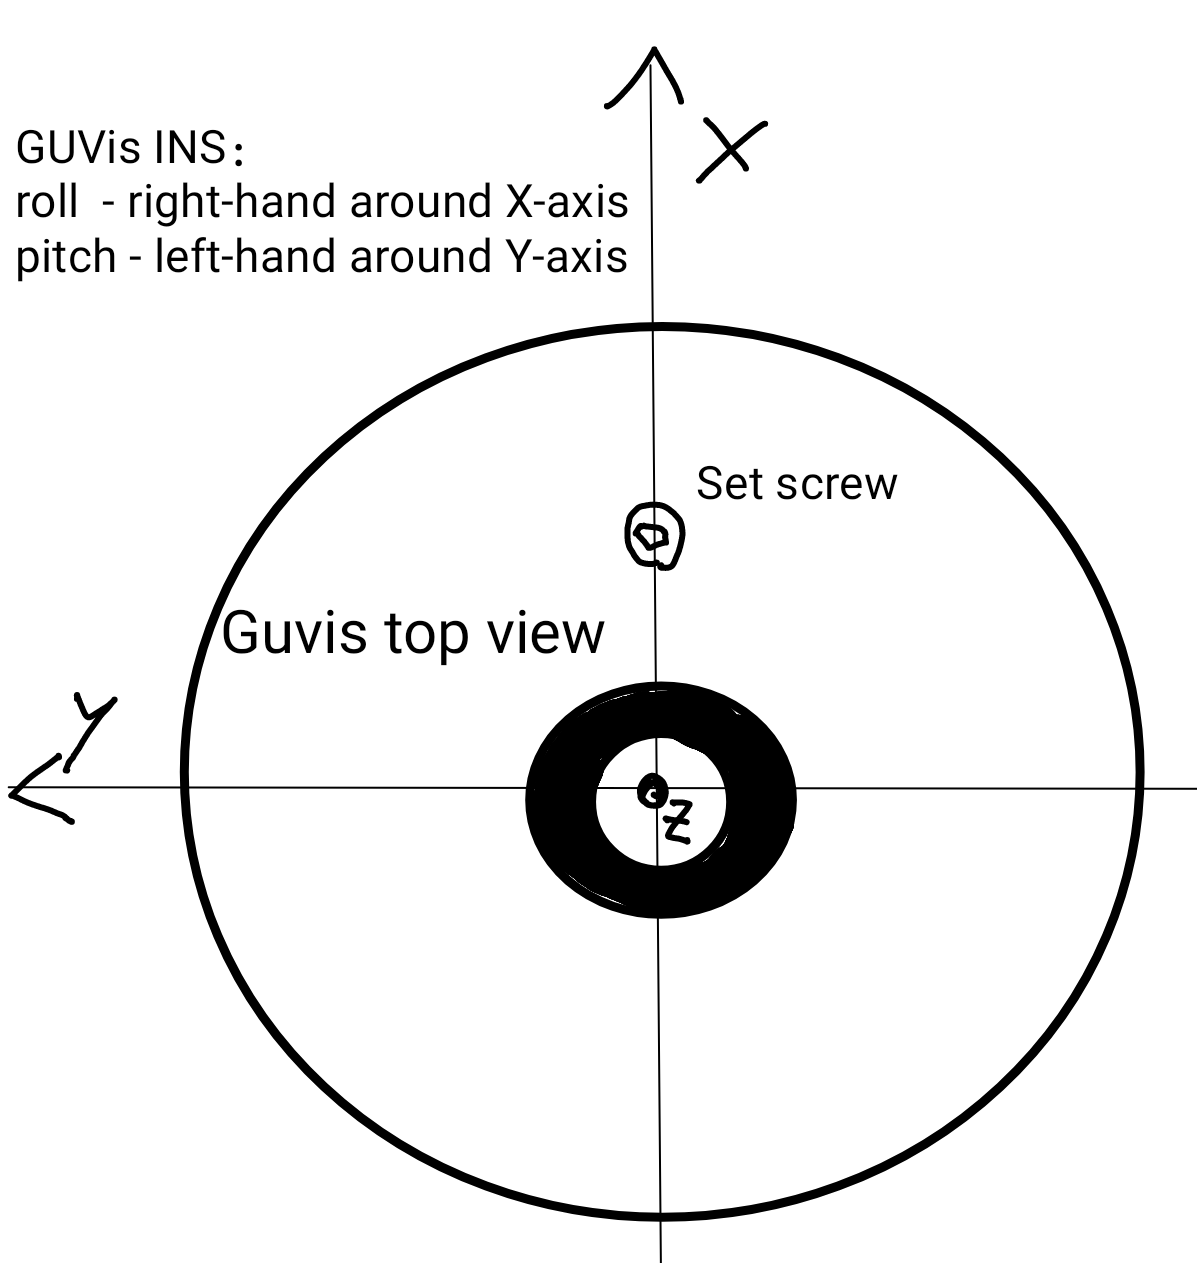 X
GUVis INS:
roll - right-hand around X-axis
pitch - left-hand around Y-axis
Set screw
Guvis top view
Y
Z